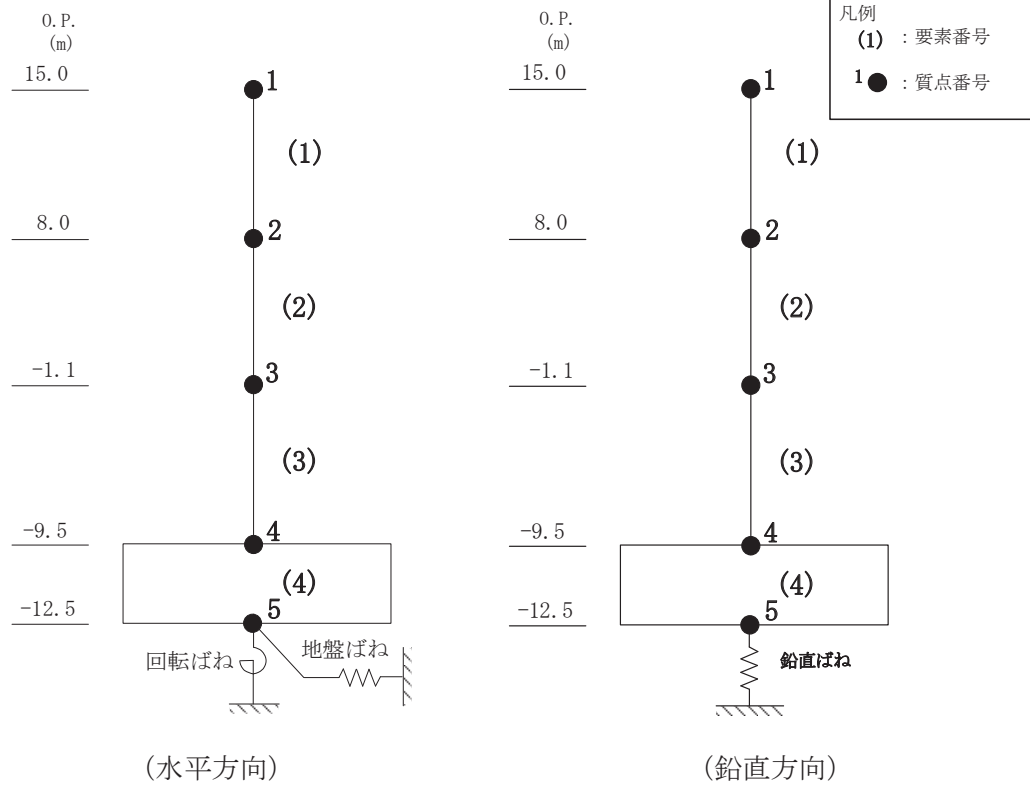 O.P.
(m)
15.0
8.0
-1.1
-9.5
-12.5
1
(1)
2
(2)
3
(3)
4
(4)
5
回転ばね
地盤ばね
(水平方向)
O.P.
(m)
15.0
8.0
-1.1
-9.5
-12.5
1
(1)
2
(2)
3
(3)
4
(4)
5
鉛直ばね
(鉛直方向)
凡例
(1) : 要素番号
1 ● : 質点番号